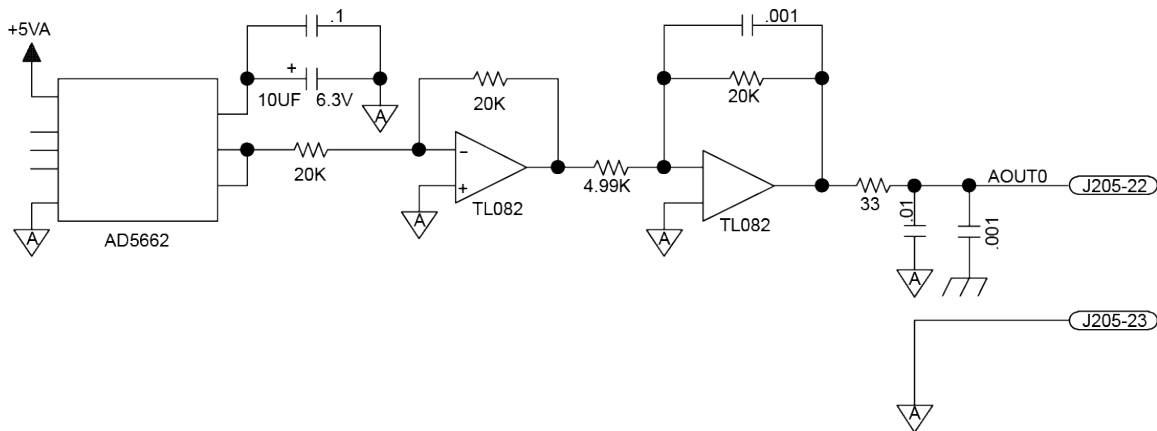 .1
.001
+5VA
+
10UF 6.3V
20K
20K
A
20K
−
+
4.99K
TL082
TL082
AOUT0
J205-22
33
.01
.001
A
A
A
A
AD5662
A
J205-23
A